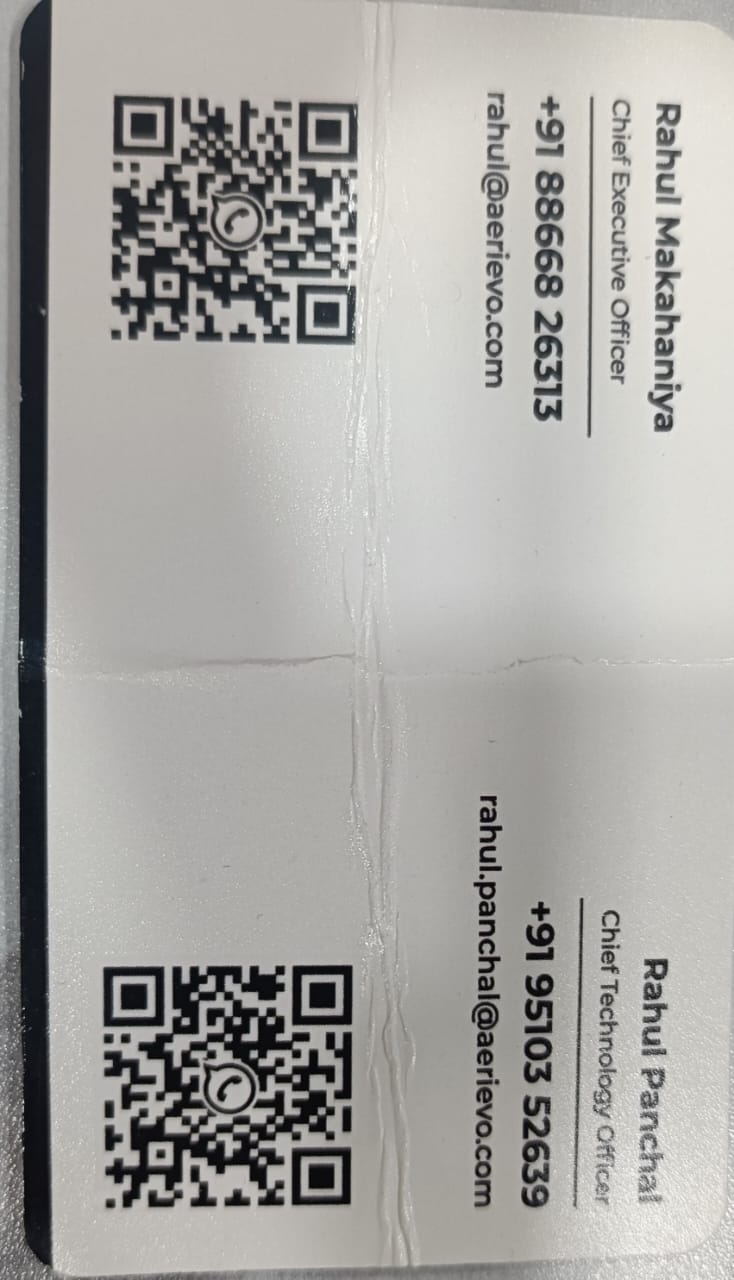 Rahul Makahaniya
Chief Executive Officer
+91 88668 26313
rahul@aerievo.com
Rahul Panchal
Chief Technology Officer
+91 95103 52639
rahul.panchal@aerievo.com